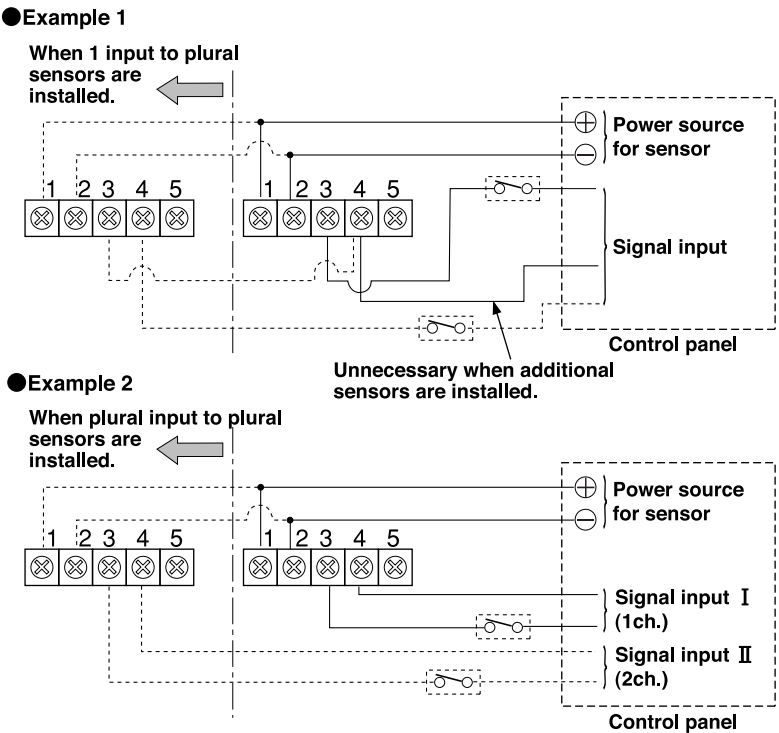 ●Example 1
When 1 input to plural
sensors are
installed.
Power source
for sensor
1 2 3 4 5
1 2 3 4 5
Signal input
Control panel
Unnecessary when additional
sensors are installed.
●Example 2
When plural input to plural
sensors are
installed.
Power source
for sensor
1 2 3 4 5
1 2 3 4 5
Signal input Ⅰ
(1ch.)
Signal input Ⅱ
(2ch.)
Control panel